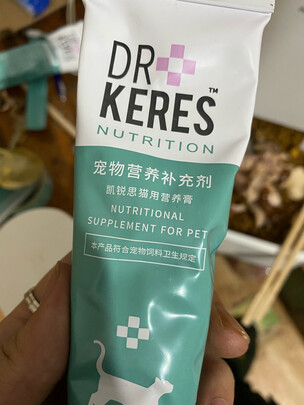 DR
KERES™
NUTRITION
宠物营养补充剂
凯锐思猫用营养膏
NUTRITIONAL
SUPPLEMENT FOR PET
本产品符合宠物饲料卫生规定